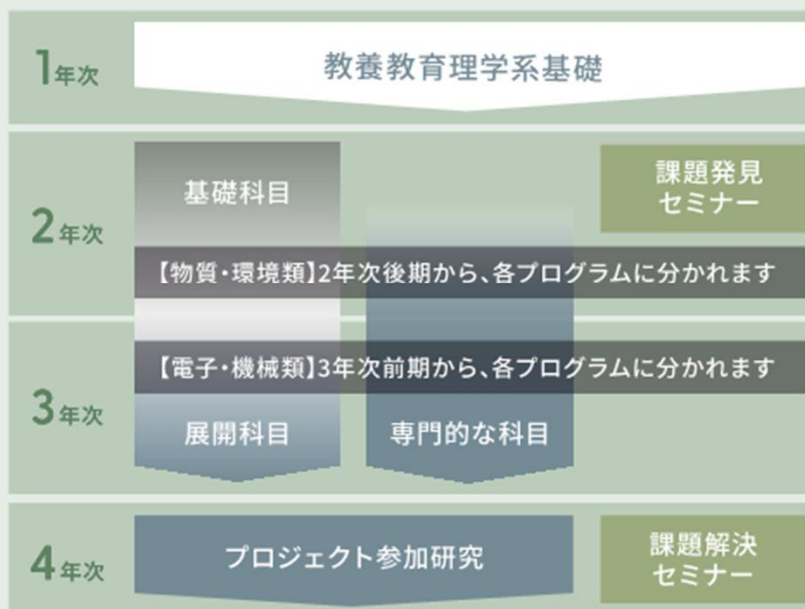 1年次
教養教育理学系基礎
2年次
基礎科目
課題発見
セミナー
【物質・環境類】2年次後期から、各プログラムに分かれます
3年次
【電子・機械類】3年次前期から、各プログラムに分かれます
展開科目
専門的な科目
4年次
プロジェクト参加研究
課題解決
セミナー